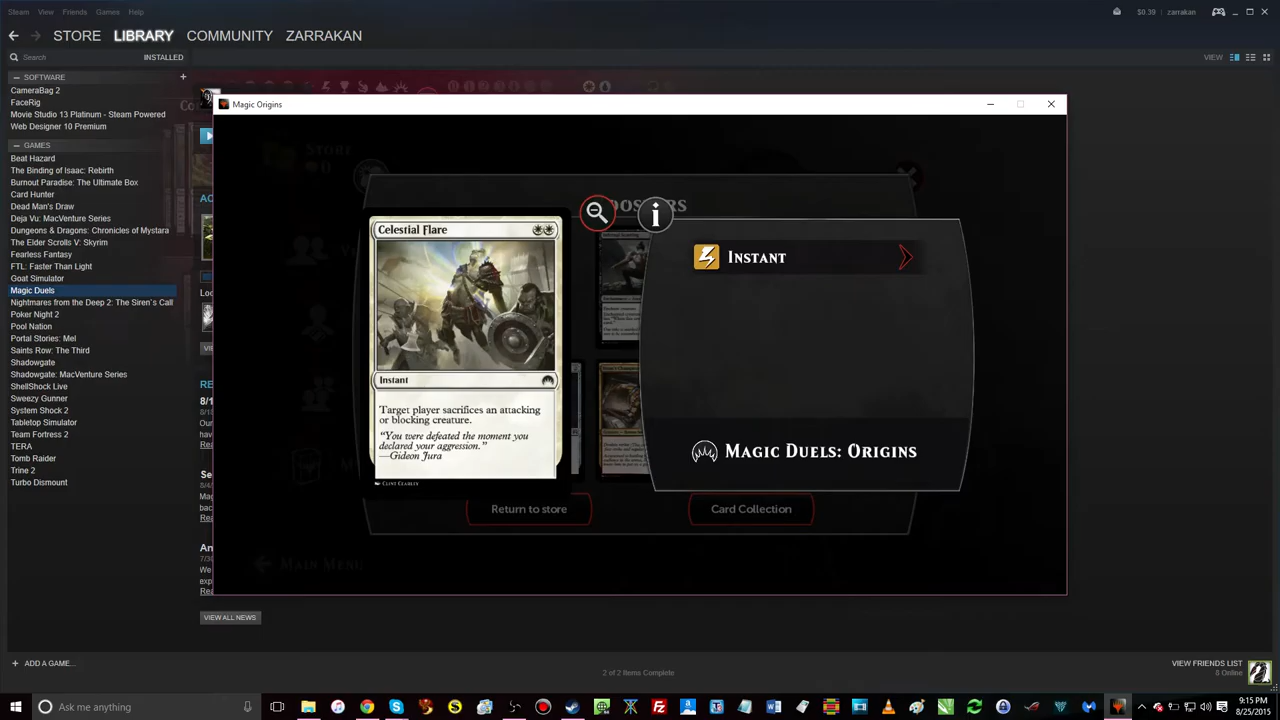 Steam View Friends Games Help
$0.39 zarrakan
STORE LIBRARY COMMUNITY ZARRAKAN
Search INSTALLED
VIEW
SOFTWARE
CameraBag 2
FaceRig
Movie Studio 13 Platinum - Steam Powered
Web Designer 10 Premium
GAMES
Beat Hazard
The Binding of Isaac: Rebirth
Burnout Paradise: The Ultimate Box
Card Hunter
Dead Man's Draw
Deja Vu: MacVenture Series
Dungeons & Dragons: Chronicles of Mystara
The Elder Scrolls V: Skyrim
Fearless Fantasy
FTL: Faster Than Light
Goat Simulator
Magic Duels
Nightmares from the Deep 2: The Siren's Call
Poker Night 2
Pool Nation
Portal Stories: Mel
Saints Row: The Third
Shadowgate
Shadowgate: MacVenture Series
ShellShock Live
Sweezy Gunner
System Shock 2
Tabletop Simulator
Team Fortress 2
TERA
Tomb Raider
Trine 2
Turbo Dismount
VIEW ALL NEWS
Magic Origins
STORE
Celestial Flare
Instant
Target player sacrifices an attacking
or blocking creature.
"You were defeated the moment you
declared your aggression."
—Gideon Jura
INSTANT
MAGIC DUELS: ORIGINS
Return to store
Card Collection
MAIN MENU
ADD A GAME...
2 of 2 Items Complete
VIEW FRIENDS LIST
8 Online
Ask me anything
9:15 PM
8/25/2015